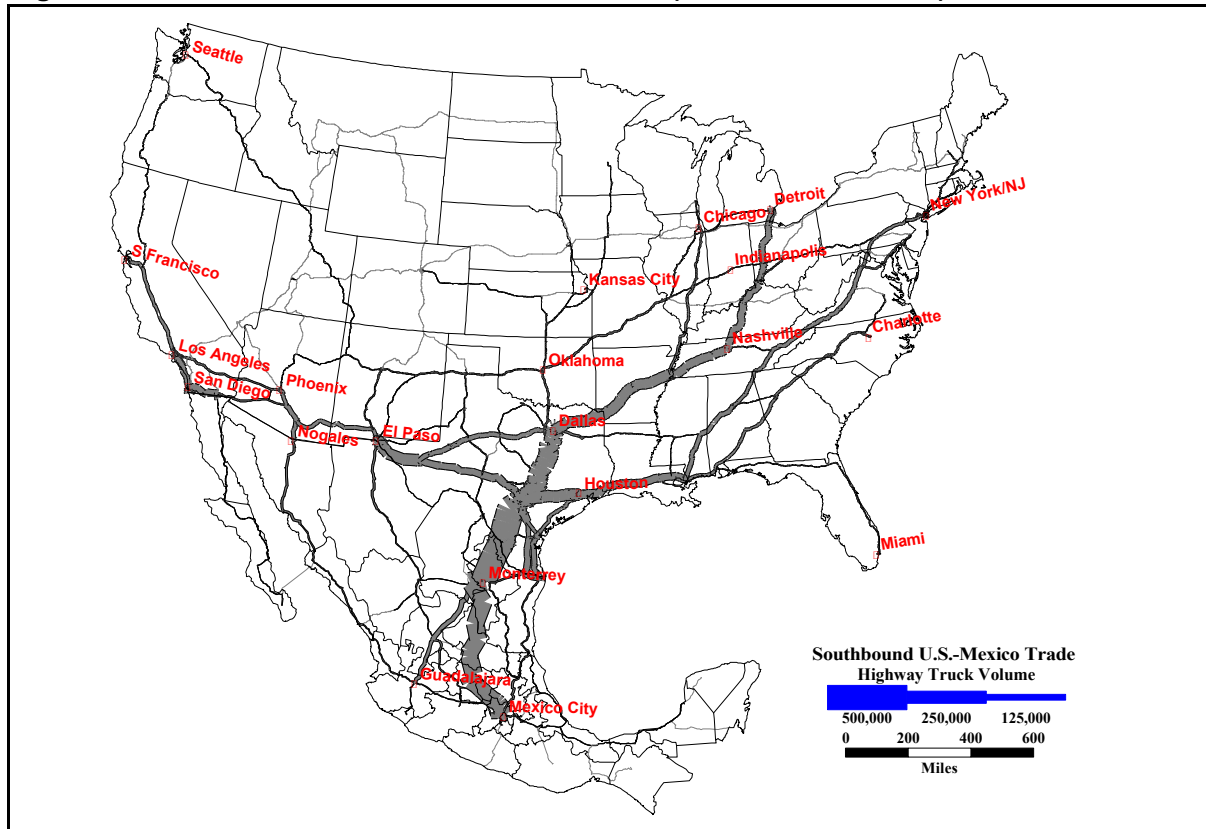 Seattle
Detroit
New York/NJ
Chicago
S Francisco
Indianapolis
Kansas City
Charlotte
Nashville
Los Angeles
Oklahoma
San Diego
Phoenix
Dallas
Nogales
El Paso
Houston
Miami
Monterrey
Guadalajara
Mexico City
Southbound U.S.-Mexico Trade
Highway Truck Volume
500,000 250,000 125,000
0 200 400 600
Miles